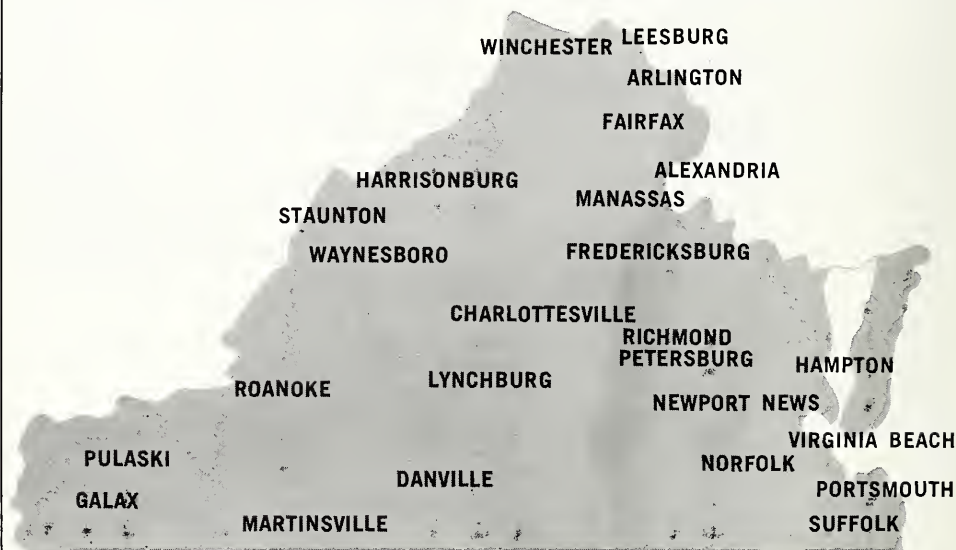 WINCHESTER
LEESBURG
ARLINGTON
FAIRFAX
ALEXANDRIA
HARRISONBURG
MANASSAS
STAUNTON
WAYNESBORO
FREDERICKSBURG
CHARLOTTESVILLE
RICHMOND
PETERSBURG
HAMPTON
ROANOKE
LYNCHBURG
NEWPORT NEWS
VIRGINIA BEACH
PULASKI
NORFOLK
DANVILLE
PORTSMOUTH
GALAX
MARTINSVILLE
SUFFOLK